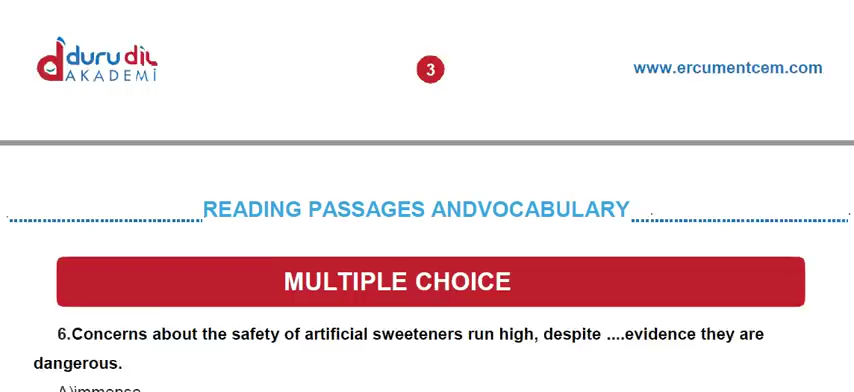 duru dil
AKADEMİ
3
www.ercumentcem.com
READING PASSAGES ANDVOCABULARY
MULTIPLE CHOICE
6.Concerns about the safety of artificial sweeteners run high, despite ....evidence they are
dangerous.
A)immense